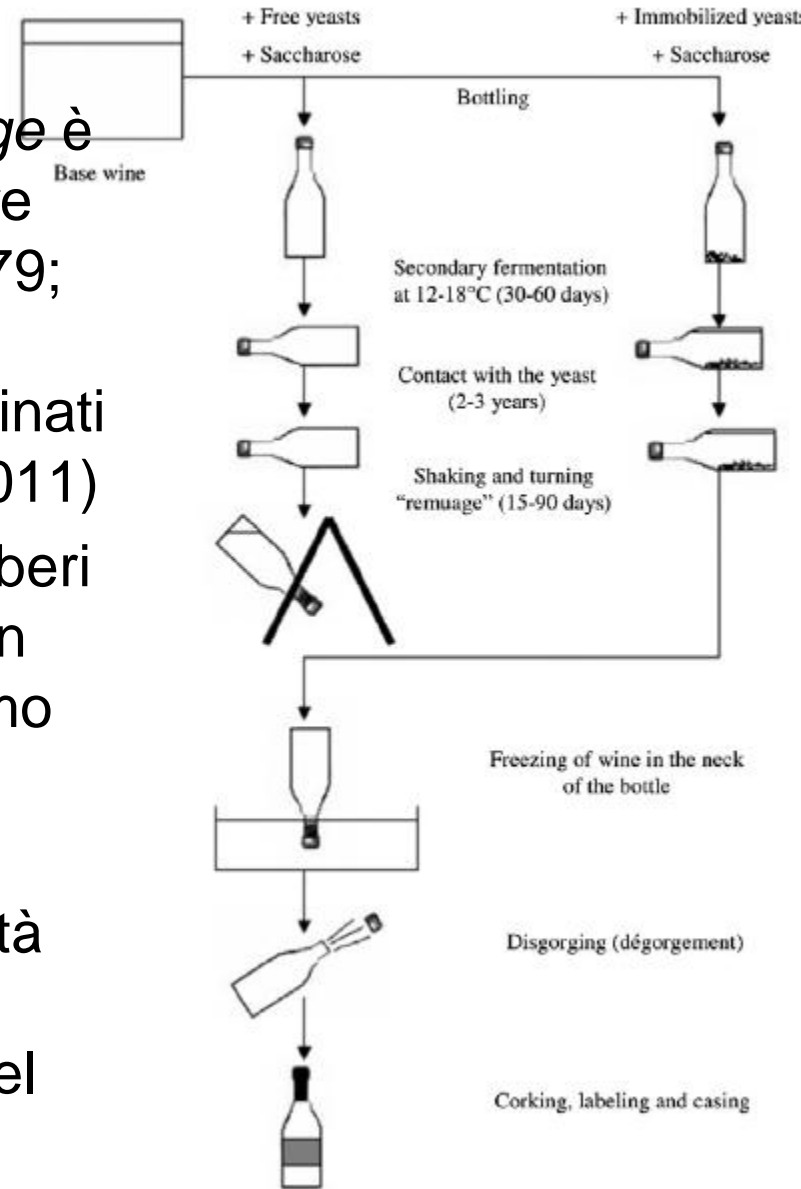 ge è
ve
79;
inati
011)
beri
n
mo
tà
el
+ Free yeasts
+ Saccharose
+ Immobilized yeasts
+ Saccharose
Bottling
Base wine
Secondary fermentation
at 12-18°C (30-60 days)
Contact with the yeast
(2-3 years)
Shaking and turning
“remuage” (15-90 days)
Freezing of wine in the neck
of the bottle
Disgorging (dégorgement)
Corking, labeling and casing